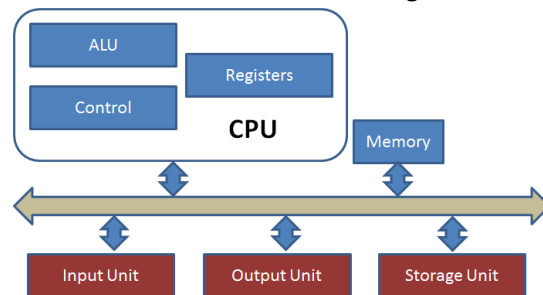 ALU
Registers
Control
CPU
Memory
Input Unit
Output Unit
Storage Unit